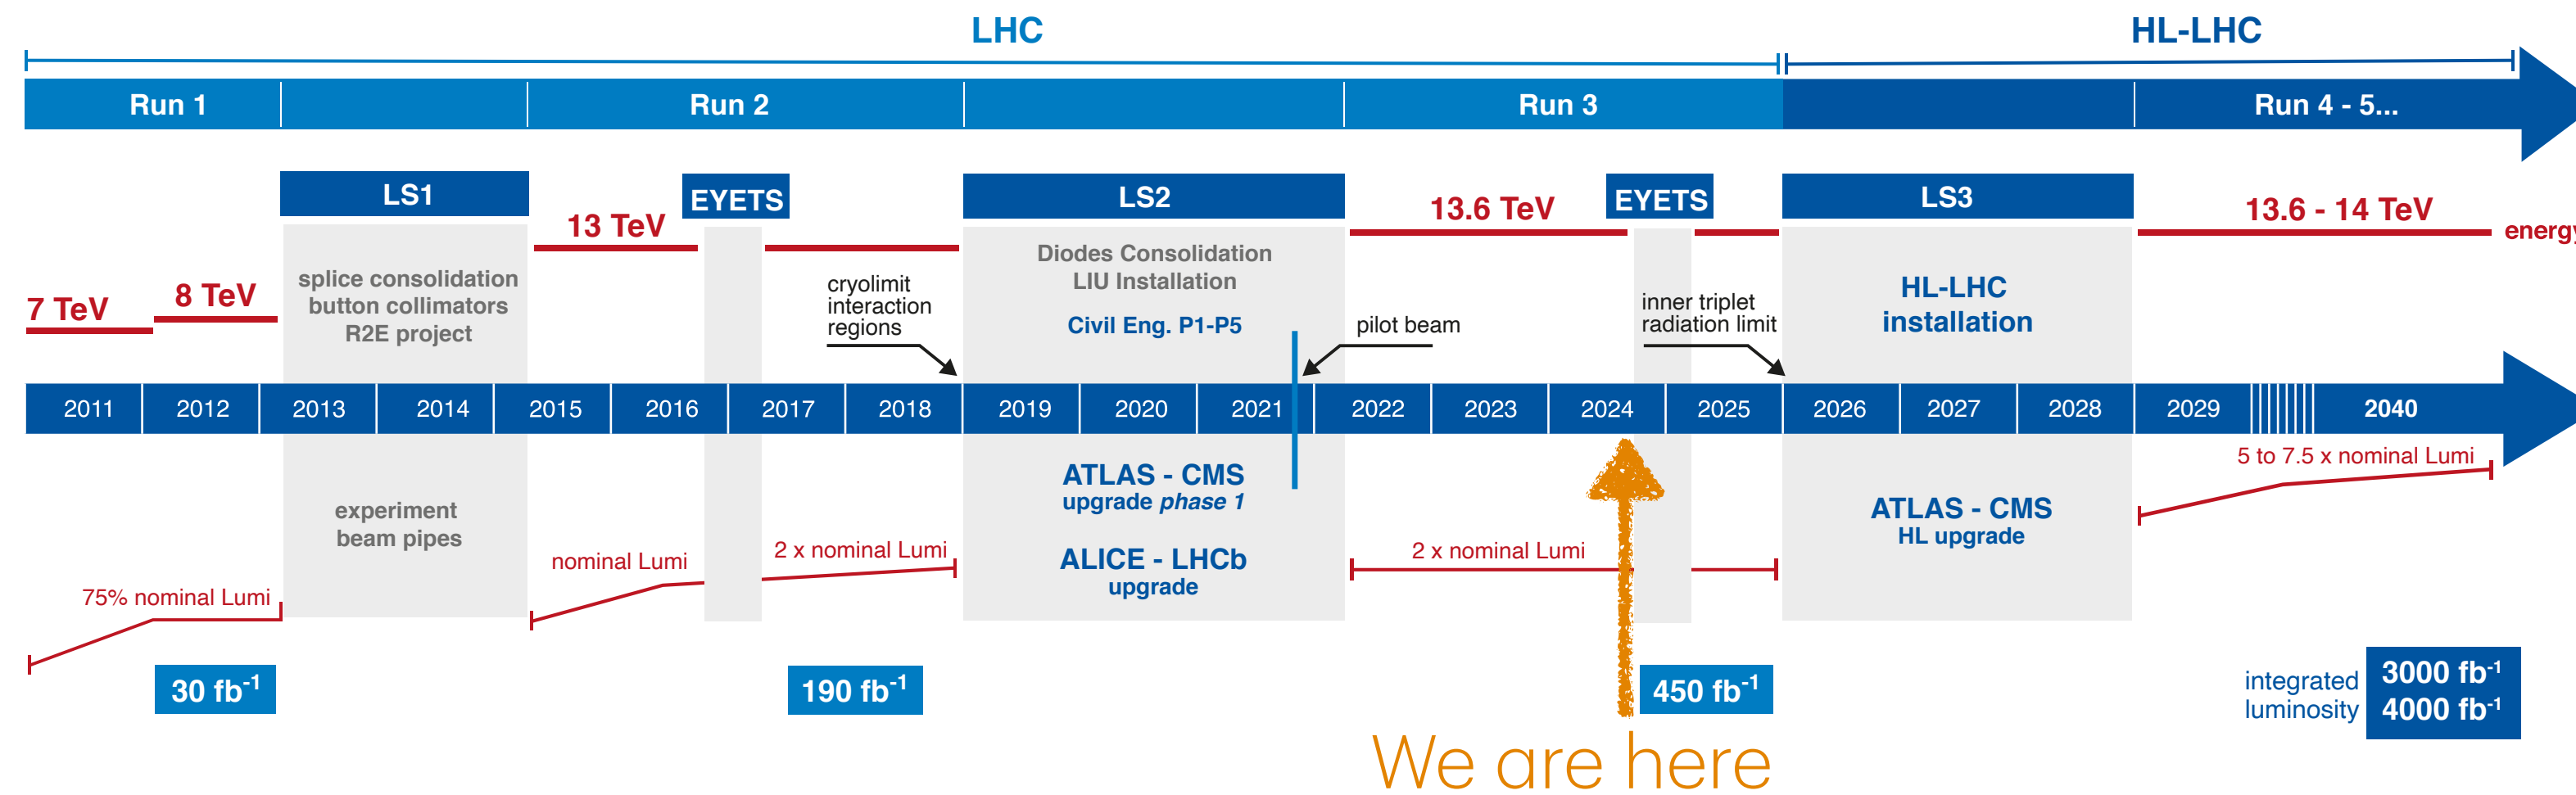 LHC
HL-LHC
Run 1
Run 2
Run 3
Run 4 - 5...
LS1
EYETS
LS2
EYETS
LS3
13 TeV
13.6 TeV
13.6 - 14 TeV
energy
7 TeV
8 TeV
splice consolidation
button collimators
R2E project
cryolimit
interaction
regions
Diodes Consolidation
LIU Installation
Civil Eng. P1-P5
pilot beam
inner triplet
radiation limit
HL-LHC
installation
2011
2012
2013
2014
2015
2016
2017
2018
2019
2020
2021
2022
2023
2024
2025
2026
2027
2028
2029
2040
experiment
beam pipes
ATLAS - CMS
upgrade phase 1
ALICE - LHCb
upgrade
ATLAS - CMS
HL upgrade
5 to 7.5 x nominal Lumi
75% nominal Lumi
nominal Lumi
2 x nominal Lumi
2 x nominal Lumi
30 fb⁻¹
190 fb⁻¹
450 fb⁻¹
integrated
luminosity
3000 fb⁻¹
4000 fb⁻¹
We are here